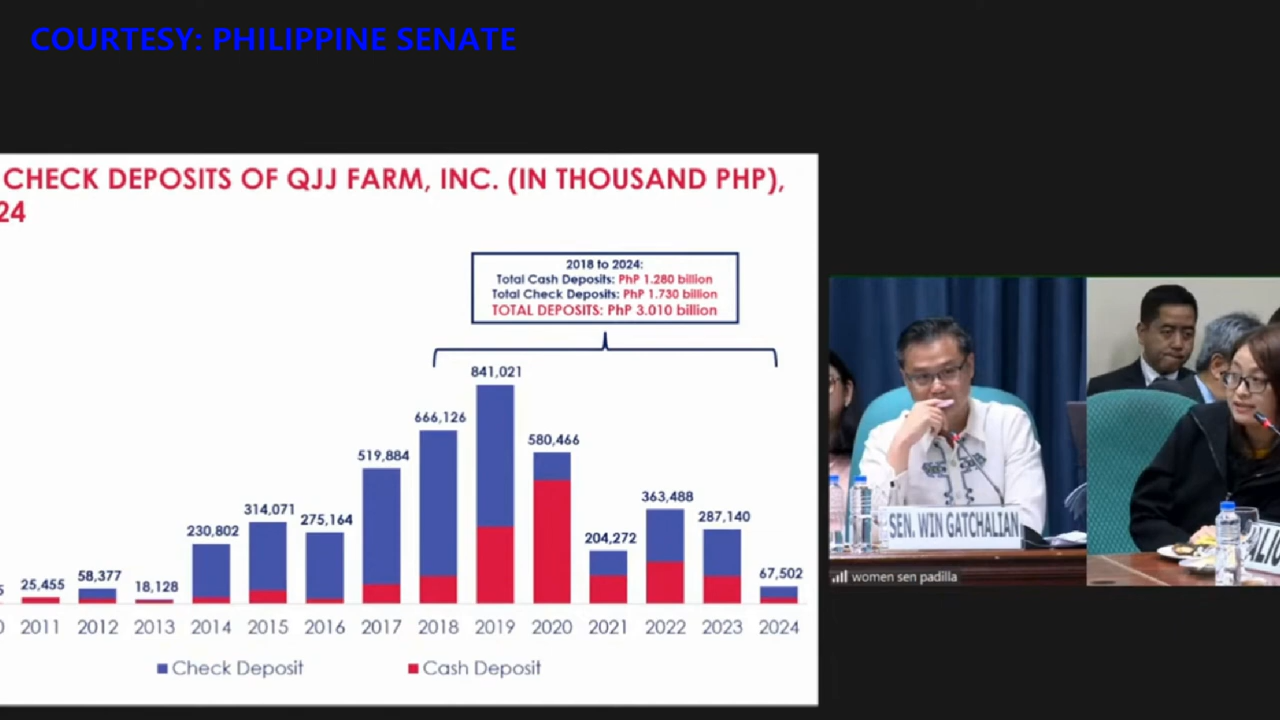 COURTESY: PHILIPPINE SENATE
CHECK DEPOSITS OF QJJ FARM, INC. (IN THOUSAND PHP),
24
2018 to 2024:
Total Cash Deposits: PhP 1.280 billion
Total Check Deposits: PhP 1.730 billion
TOTAL DEPOSITS: PhP 3.010 billion
841,021
666,126
580,466
519,884
363,488
314,071
287,140
275,164
230,802
204,272
67,502
58,377
25,455
18,128
5
0 2011 2012 2013 2014 2015 2016 2017 2018 2019 2020 2021 2022 2023 2024
Check Deposit Cash Deposit
SEN. WIN GATCHALIAN
women sen padilla